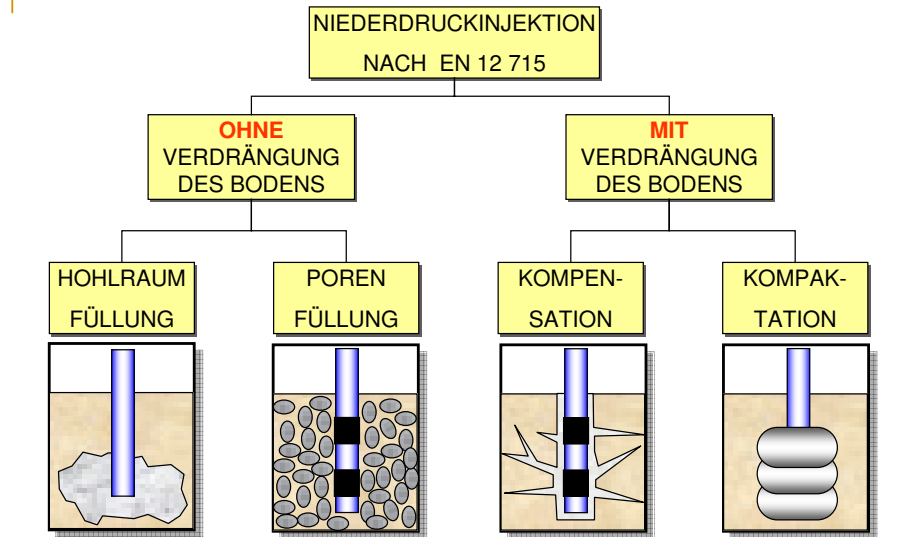 NIEDERDRUCKINJEKTION
NACH EN 12 715
OHNE
VERDRÄNGUNG
DES BODENS
MIT
VERDRÄNGUNG
DES BODENS
HOHLRAUM
FÜLLUNG
POREN
FÜLLUNG
KOMPEN-
SATION
KOMPAK-
TATION